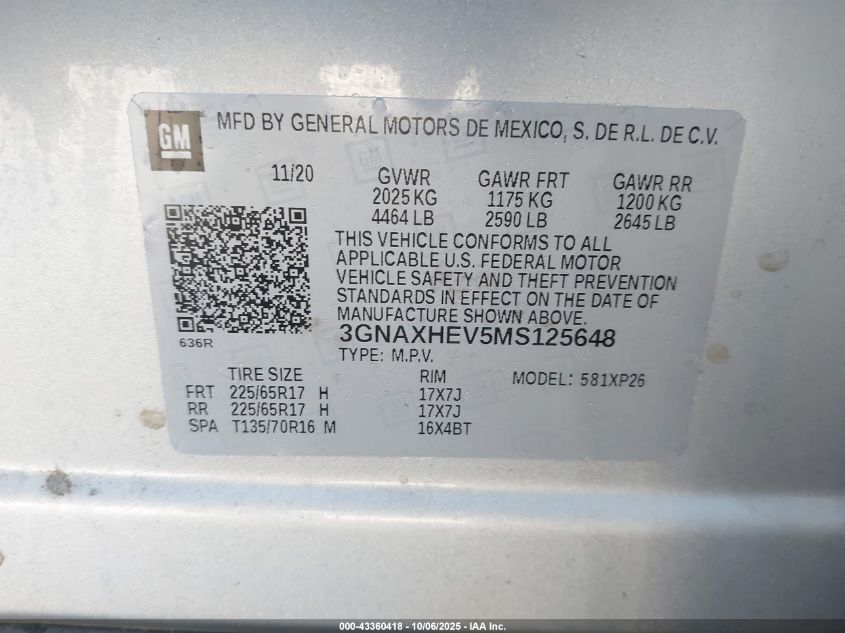 GM
MFD BY GENERAL MOTORS DE MEXICO, S. DE R.L. DE C.V.
11/20
GVWR GAWR FRT GAWR RR
2025 KG 1175 KG 1200 KG
4464 LB 2590 LB 2645 LB
THIS VEHICLE CONFORMS TO ALL
APPLICABLE U.S. FEDERAL MOTOR
VEHICLE SAFETY AND THEFT PREVENTION
STANDARDS IN EFFECT ON THE DATE OF
MANUFACTURE SHOWN ABOVE.
636R
3GNAXHEV5MS125648
TYPE: M.P.V.
TIRE SIZE RIM MODEL: 581XP26
FRT 225/65R17 H 17X7J
RR 225/65R17 H 17X7J
SPA T135/70R16 M 16X4BT
000-43360418 - 10/06/2025 - IAA Inc.